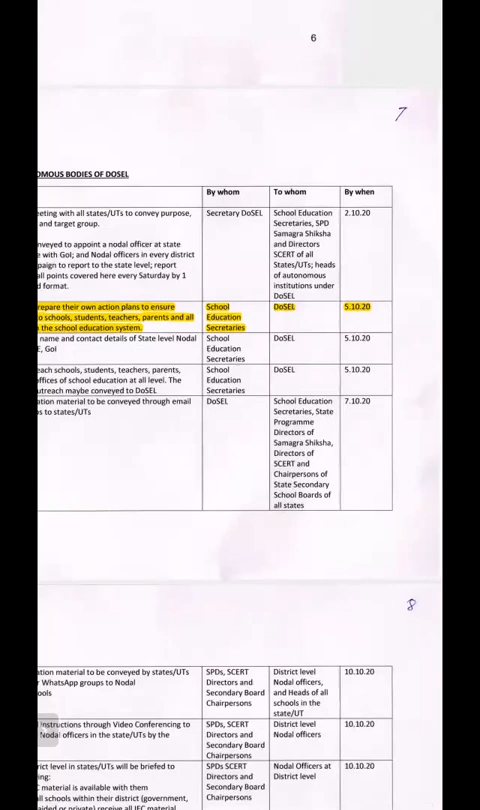 6
7
OMOUS BODIES OF DOSEL
By whom
To whom
By when
eeting with all states/UTs to convey purpose,
and target group.
nveyed to appoint a nodal officer at state
e with GoI; and Nodal officers in every district
paign to report to the state level; report
all points covered here every Saturday by 1
d format.
Secretary DoSEL
School Education
Secretaries, SPD
Samagra Shiksha
and Directors
SCERT of all
States/UTs; heads
of autonomous
institutions under
DoSEL
2.10.20
repare their own action plans to ensure
o schools, students, teachers, parents and all
the school education system.
School
Education
Secretaries
DoSEL
5.10.20
name and contact details of State level Nodal
E, GoI
School
Education
Secretaries
DoSEL
5.10.20
each schools, students, teachers, parents,
offices of school education at all level. The
utreach maybe conveyed to DoSEL
School
Education
Secretaries
DoSEL
5.10.20
ation material to be conveyed through email
s to states/UTs
DoSEL
School Education
Secretaries, State
Programme
Directors of
Samagra Shiksha,
Directors of
SCERT and
Chairpersons of
State Secondary
School Boards of
all states
7.10.20
8
ation material to be conveyed by states/UTs
r WhatsApp groups to Nodal
ools
SPDs, SCERT
Directors and
Secondary Board
Chairpersons
District level
Nodal officers,
and Heads of all
schools in the
state/UT
10.10.20
Instructions through Video Conferencing to
Nodal officers in the state/UTs by the
SPDs, SCERT
Directors and
Secondary Board
Chairpersons
District level
Nodal officers
10.10.20
rict level in states/UTs will be briefed to
ing:
C material is available with them
ll schools within their district (government,
aided or private) receive all IEC material
SPDs SCERT
Directors and
Secondary Board
Chairpersons
Nodal Officers at
District level
10.10.20